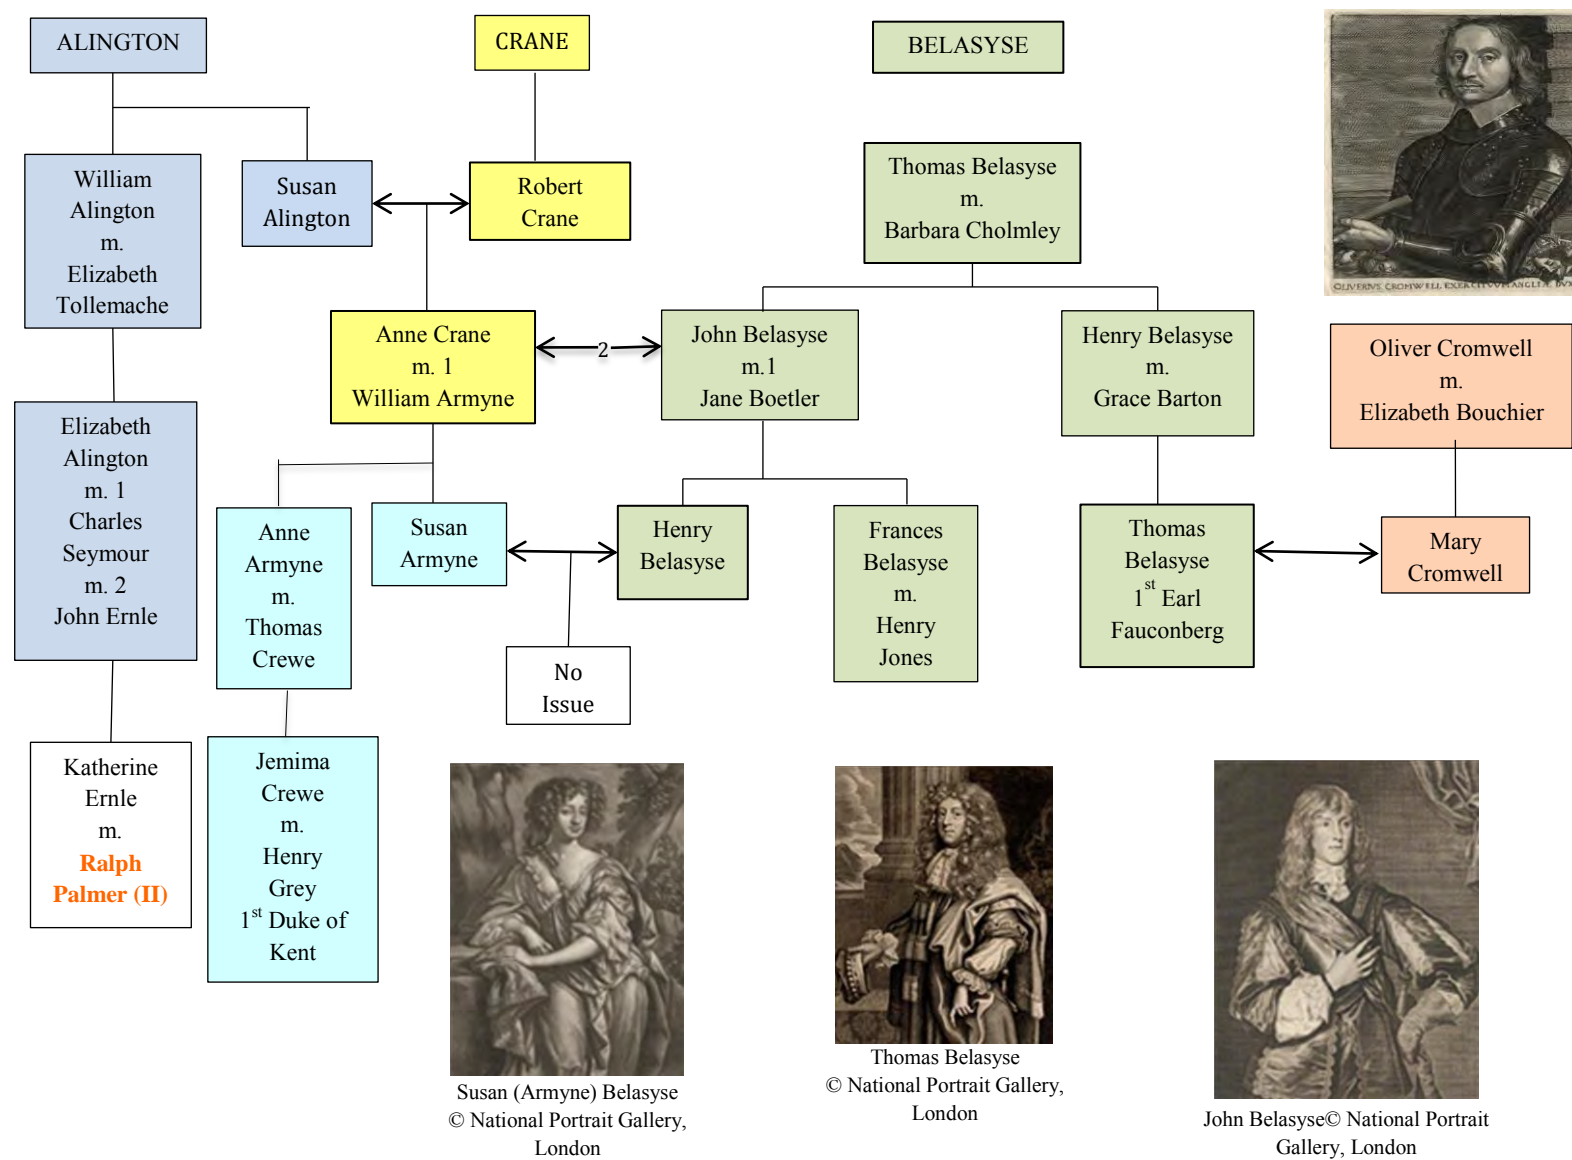 ALINGTON
CRANE
BELASYSE
William
Alington
m.
Elizabeth
Tollemache
Susan
Alington
Robert
Crane
Thomas Belasyse
m.
Barbara Cholmley
OLIVERIVS CROMWELL EXERCITVVM ANGLIÆ DVX
Anne Crane
m. 1
William Armyne
2
John Belasyse
m.1
Jane Boetler
Henry Belasyse
m.
Grace Barton
Oliver Cromwell
m.
Elizabeth Bouchier
Elizabeth
Alington
m. 1
Charles
Seymour
m. 2
John Ernle
Anne
Armyne
m.
Thomas
Crewe
Susan
Armyne
Henry
Belasyse
Frances
Belasyse
m.
Henry
Jones
Thomas
Belasyse
1st Earl
Fauconberg
Mary
Cromwell
No
Issue
Katherine
Ernle
m.
Ralph
Palmer (II)
Jemima
Crewe
m.
Henry
Grey
1st Duke of
Kent
Susan (Armyne) Belasyse
© National Portrait Gallery,
London
Thomas Belasyse
© National Portrait Gallery,
London
John Belasyse© National Portrait
Gallery, London